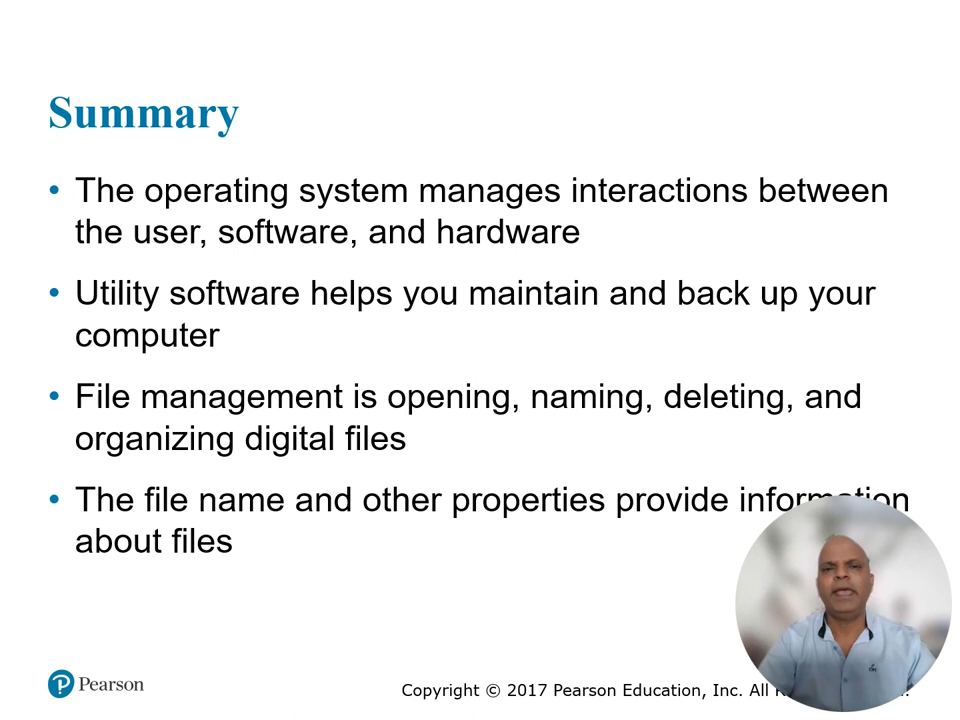 Summary
• The operating system manages interactions between
the user, software, and hardware
• Utility software helps you maintain and back up your
computer
• File management is opening, naming, deleting, and
organizing digital files
• The file name and other properties provide information
about files
Pearson
Copyright © 2017 Pearson Education, Inc. All